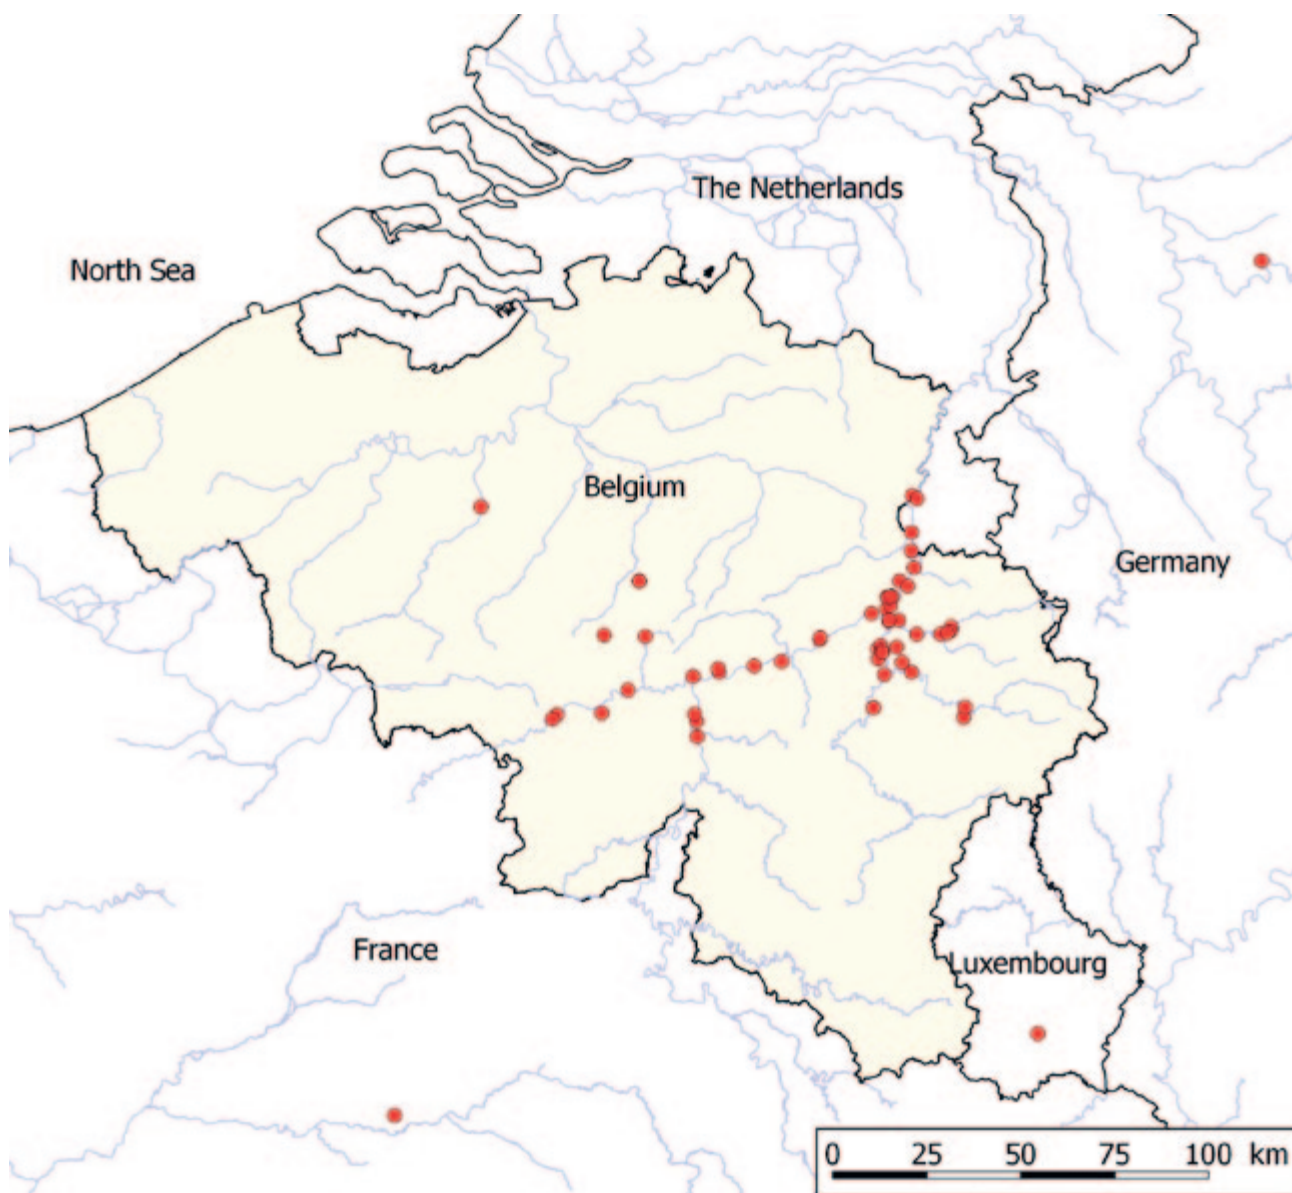 The Netherlands
North Sea
Belgium
Germany
France
Luxembourg
0 25 50 75 100 km